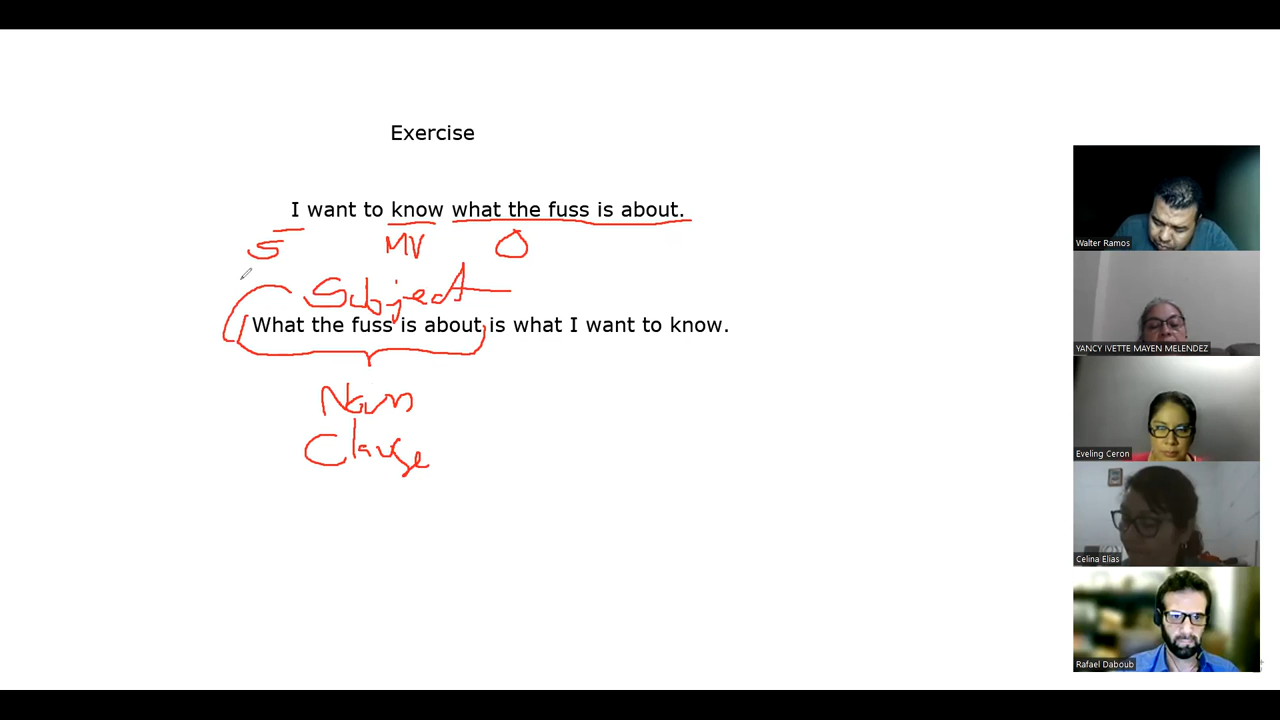 Exercise
I want to know what the fuss is about.
S MV O
Subject
What the fuss is about is what I want to know.
Noun
Clause
Walter Ramos
YANCY IVETTE MAYEN MELENDEZ
Eveling Ceron
Celina Elias
Rafael Daboub